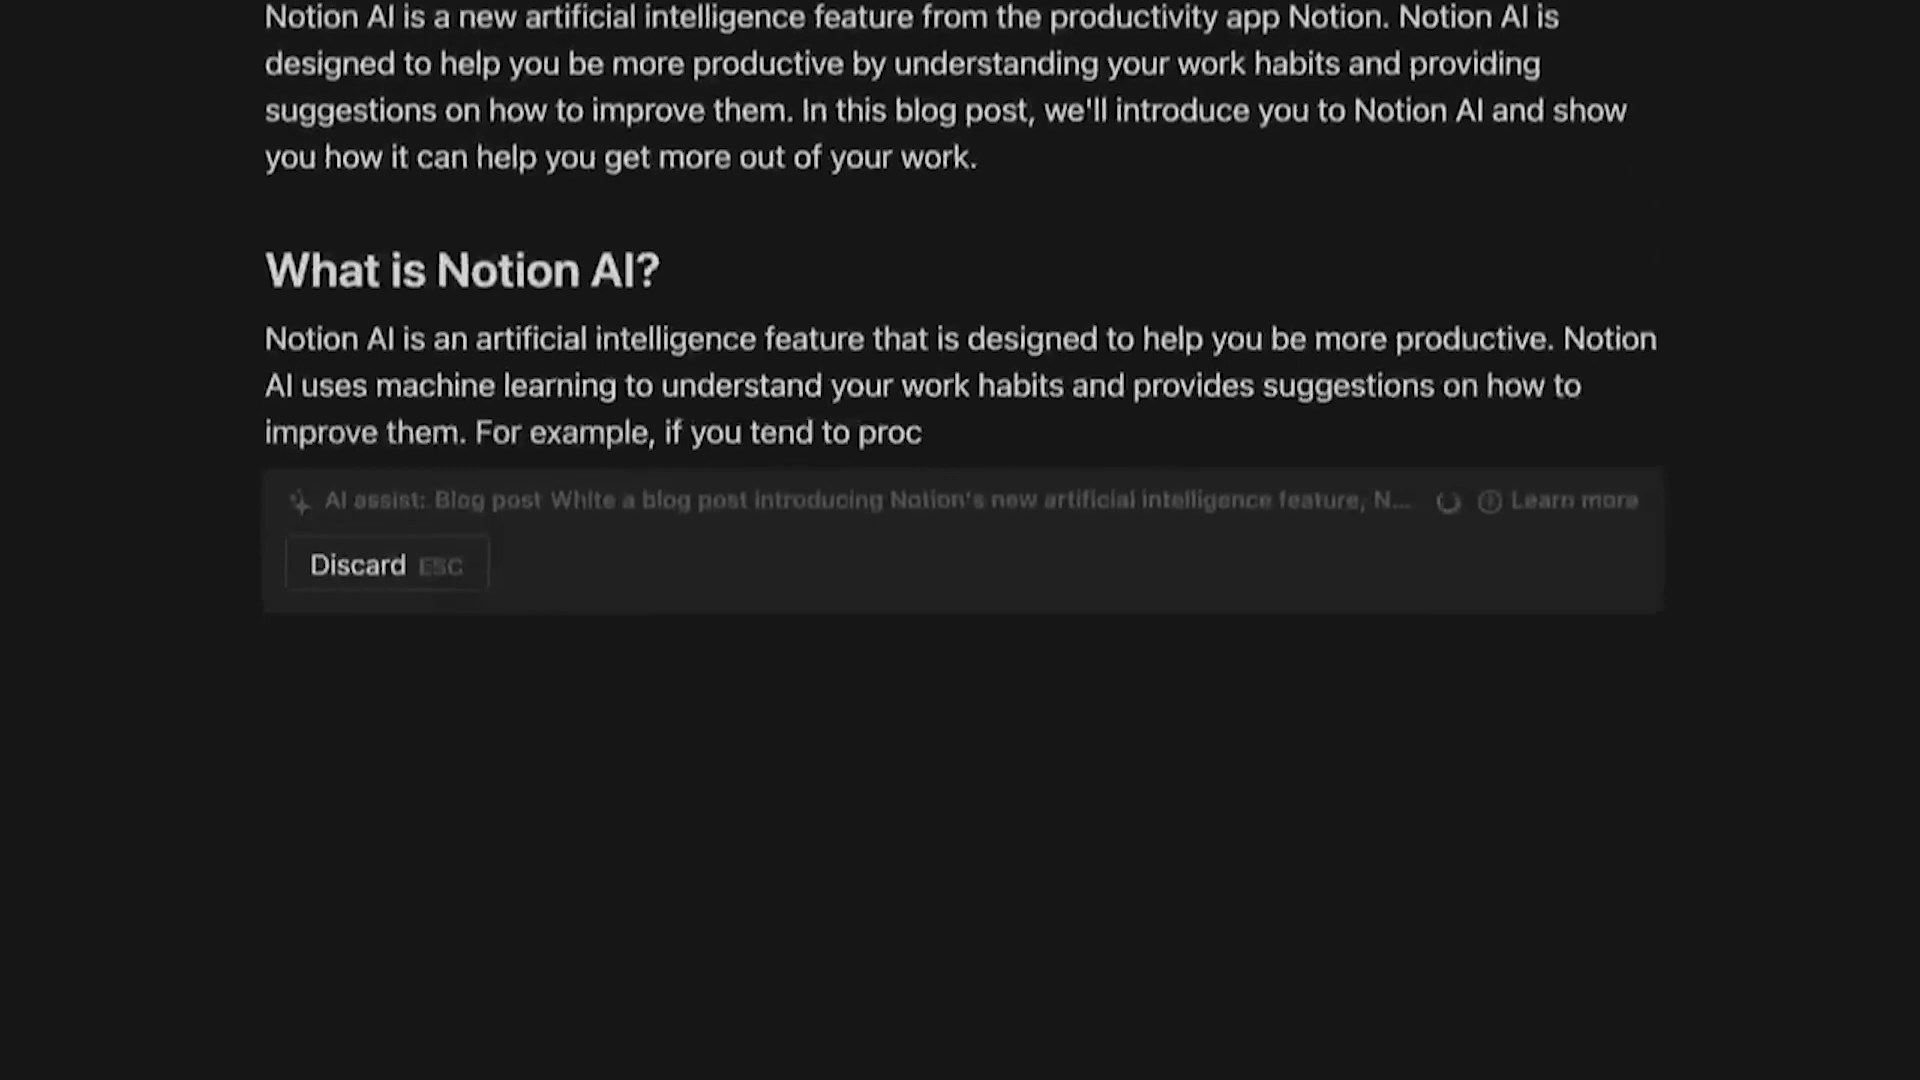 Notion AI is a new artificial intelligence feature from the productivity app Notion. Notion AI is
designed to help you be more productive by understanding your work habits and providing
suggestions on how to improve them. In this blog post, we'll introduce you to Notion AI and show
you how it can help you get more out of your work.
What is Notion AI?
Notion AI is an artificial intelligence feature that is designed to help you be more productive. Notion
AI uses machine learning to understand your work habits and provides suggestions on how to
improve them. For example, if you tend to proc
AI assist: Blog post White a blog post introducing Notion's new artificial intelligence feature, N... Learn more
Discard ESC